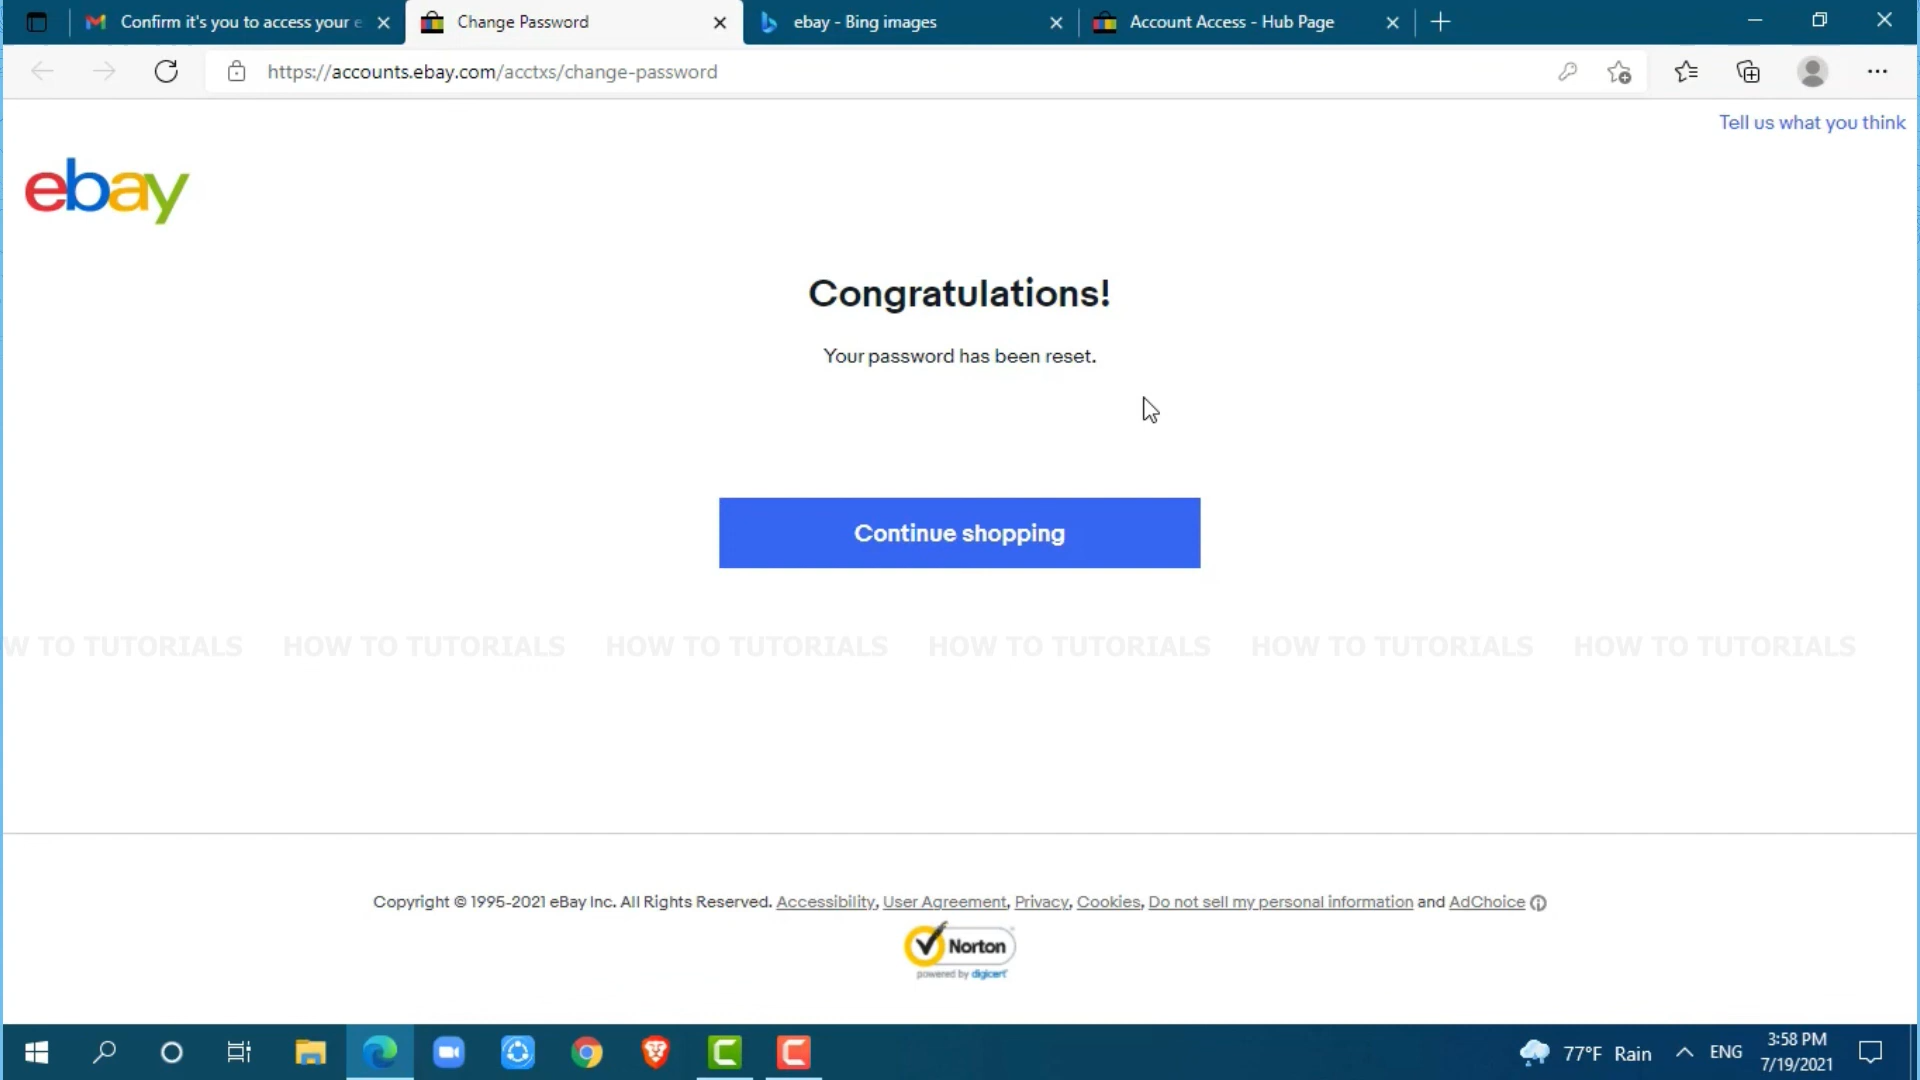 Confirm it's you to access your e
Change Password
ebay - Bing images
Account Access - Hub Page
https://accounts.ebay.com/acctxs/change-password
Tell us what you think
ebay
Congratulations!
Your password has been reset.
Continue shopping
W TO TUTORIALS HOW TO TUTORIALS HOW TO TUTORIALS HOW TO TUTORIALS HOW TO TUTORIALS HOW TO TUTORIALS
Copyright © 1995-2021 eBay Inc. All Rights Reserved. Accessibility, User Agreement, Privacy, Cookies, Do not sell my personal information and AdChoice
Norton
powered by digicert
77°F Rain
ENG
3:58 PM
7/19/2021